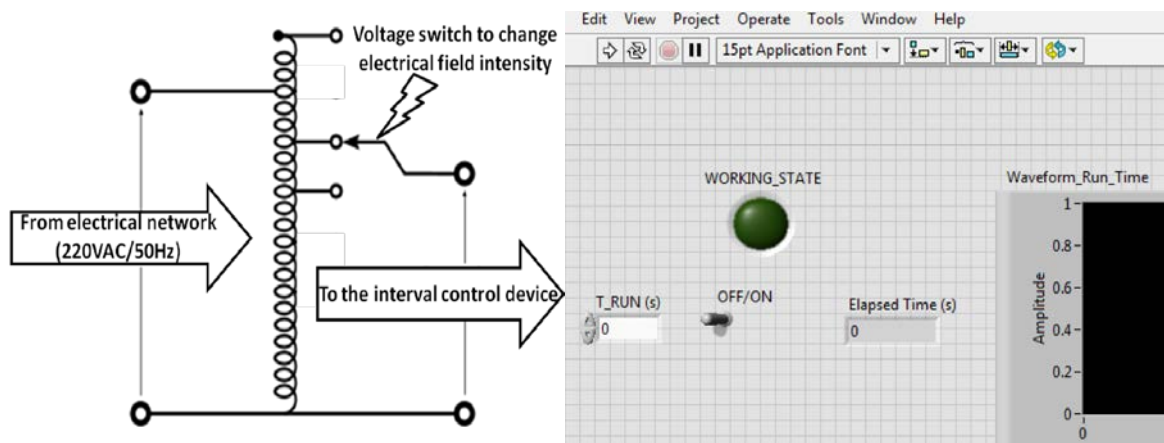 Voltage switch to change
electrical field intensity
From electrical network
(220VAC/50Hz)
To the interval control device
Edit View Project Operate Tools Window Help
15pt Application Font
WORKING_STATE
Waveform_Run_Time
T_RUN (s)
0
OFF/ON
Elapsed Time (s)
0
Amplitude
1
0.8
0.6
0.4
0.2
0
0